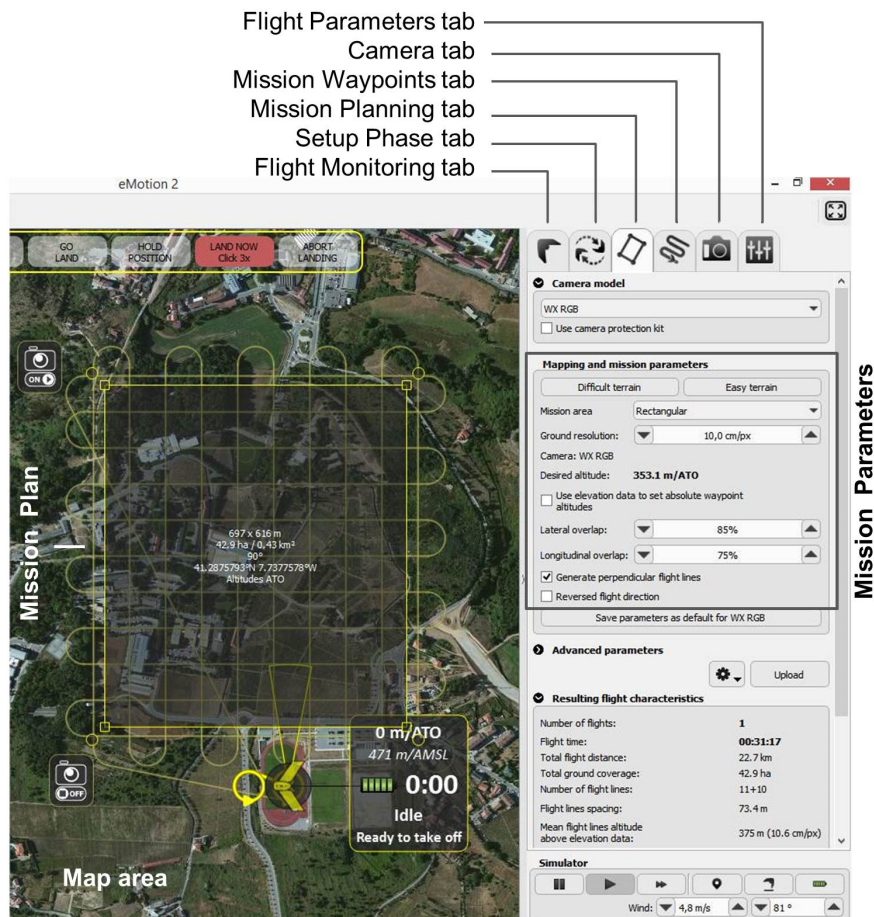 Flight Parameters tab
Camera tab
Mission Waypoints tab
Mission Planning tab
Setup Phase tab
Flight Monitoring tab
eMotion 2
GO LAND
HOLD POSITION
LAND NOW Click 3x
ABORT LANDING
ON
Mission Plan
697 x 616 m
42.9 ha / 0,43 km²
90°
41.2875793°N 7.7377578°W
Altitudes ATO
OFF
0 m/ATO
471 m/AMSL
0:00
Idle
Ready to take off
Map area
Camera model
WX RGB
Use camera protection kit
Mapping and mission parameters
Difficult terrain
Easy terrain
Mission area Rectangular
Ground resolution: 10,0 cm/px
Camera: WX RGB
Desired altitude: 353.1 m/ATO
Use elevation data to set absolute waypoint
altitudes
Lateral overlap: 85%
Longitudinal overlap: 75%
Generate perpendicular flight lines
Reversed flight direction
Save parameters as default for WX RGB
Advanced parameters
Upload
Resulting flight characteristics
Number of flights: 1
Flight time: 00:31:17
Total flight distance: 22.7 km
Total ground coverage: 42.9 ha
Number of flight lines: 11+10
Flight lines spacing: 73.4 m
Mean flight lines altitude
above elevation data: 375 m (10.6 cm/px)
Simulator
Wind: 4,8 m/s 81 °
Mission Parameters